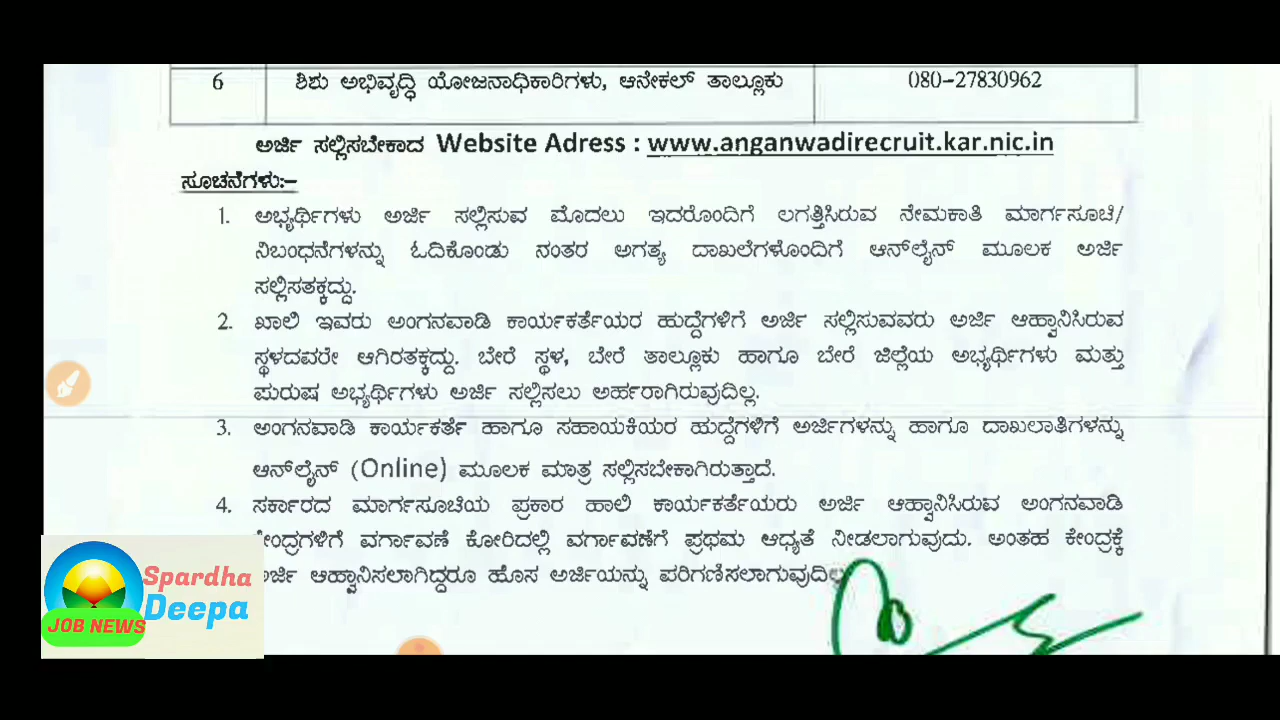 6 ಶಿಶು ಅಭಿವೃದ್ಧಿ ಯೋಜನಾಧಿಕಾರಿಗಳು, ಆನೇಕಲ್ ತಾಲ್ಲೂಕು 080-27830962
ಅರ್ಜಿ ಸಲ್ಲಿಸಬೇಕಾದ Website Adress : www.anganwadirecruit.kar.nic.in
ಸೂಚನೆಗಳು:-
1. ಅಭ್ಯರ್ಥಿಗಳು ಅರ್ಜಿ ಸಲ್ಲಿಸುವ ಮೊದಲು ಇದರೊಂದಿಗೆ ಲಗತ್ತಿಸಿರುವ ನೇಮಕಾತಿ ಮಾರ್ಗಸೂಚಿ/
ನಿಬಂಧನೆಗಳನ್ನು ಓದಿಕೊಂಡು ನಂತರ ಅಗತ್ಯ ದಾಖಲೆಗಳೊಂದಿಗೆ ಆನ್‌ಲೈನ್ ಮೂಲಕ ಅರ್ಜಿ
ಸಲ್ಲಿಸತಕ್ಕದ್ದು.
2. ಖಾಲಿ ಇವರು ಅಂಗನವಾಡಿ ಕಾರ್ಯಕರ್ತೆಯರ ಹುದ್ದೆಗಳಿಗೆ ಅರ್ಜಿ ಸಲ್ಲಿಸುವವರು ಅರ್ಜಿ ಆಹ್ವಾನಿಸಿರುವ
ಸ್ಥಳದವರೇ ಆಗಿರತಕ್ಕದ್ದು. ಬೇರೆ ಸ್ಥಳ, ಬೇರೆ ತಾಲ್ಲೂಕು ಹಾಗೂ ಬೇರೆ ಜಿಲ್ಲೆಯ ಅಭ್ಯರ್ಥಿಗಳು ಮತ್ತು
ಪುರುಷ ಅಭ್ಯರ್ಥಿಗಳು ಅರ್ಜಿ ಸಲ್ಲಿಸಲು ಅರ್ಹರಾಗಿರುವುದಿಲ್ಲ.
3. ಅಂಗನವಾಡಿ ಕಾರ್ಯಕರ್ತೆ ಹಾಗೂ ಸಹಾಯಕಿಯರ ಹುದ್ದೆಗಳಿಗೆ ಅರ್ಜಿಗಳನ್ನು ಹಾಗೂ ದಾಖಲಾತಿಗಳನ್ನು
ಆನ್‌ಲೈನ್ (Online) ಮೂಲಕ ಮಾತ್ರ ಸಲ್ಲಿಸಬೇಕಾಗಿರುತ್ತಾದೆ.
4. ಸರ್ಕಾರದ ಮಾರ್ಗಸೂಚಿಯ ಪ್ರಕಾರ ಹಾಲಿ ಕಾರ್ಯಕರ್ತೆಯರು ಅರ್ಜಿ ಆಹ್ವಾನಿಸಿರುವ ಅಂಗನವಾಡಿ
ಕೇಂದ್ರಗಳಿಗೆ ವರ್ಗಾವಣೆ ಕೋರಿದಲ್ಲಿ ವರ್ಗಾವಣೆಗೆ ಪ್ರಥಮ ಆಧ್ಯತೆ ನೀಡಲಾಗುವುದು. ಅಂತಹ ಕೇಂದ್ರಕ್ಕೆ
ಅರ್ಜಿ ಆಹ್ವಾನಿಸಲಾಗಿದ್ದರೂ ಹೊಸ ಅರ್ಜಿಯನ್ನು ಪರಿಗಣಿಸಲಾಗುವುದಿಲ್ಲ
Spardha
Deepa
JOB NEWS